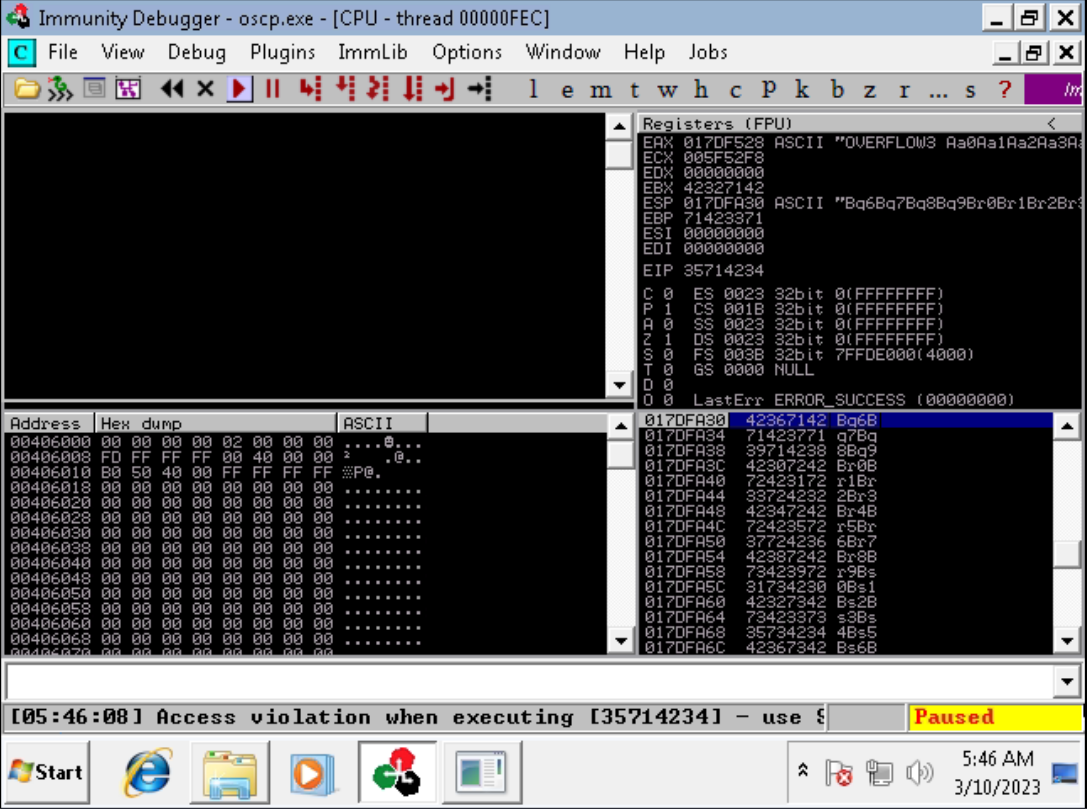 Immunity Debugger - oscp.exe - [CPU - thread 00000FEC]
C File View Debug Plugins ImmLib Options Window Help Jobs
l e m t w h c P k b z r ... s ? Im
Registers (FPU) <
EAX 017DF528 ASCII "OVERFLOW3 Aa0Aa1Aa2Aa3Aa
ECX 005F52F8
EDX 00000000
EBX 42327142
ESP 017DFA30 ASCII "Bq6Bq7Bq8Bq9Br0Br1Br2Br3
EBP 71423371
ESI 00000000
EDI 00000000
EIP 35714234
C 0 ES 0023 32bit 0(FFFFFFFF)
P 1 CS 001B 32bit 0(FFFFFFFF)
A 0 SS 0023 32bit 0(FFFFFFFF)
Z 1 DS 0023 32bit 0(FFFFFFFF)
S 0 FS 003B 32bit 7FFDE000(4000)
T 0 GS 0000 NULL
D 0
O 0 LastErr ERROR_SUCCESS (00000000)
Address Hex dump ASCII
00406000 00 00 00 00 02 00 00 00 ....☻...
00406008 FD FF FF FF 00 40 00 00 ² .@..
00406010 B0 50 40 00 FF FF FF FF ▒P@.
00406018 00 00 00 00 00 00 00 00 ........
00406020 00 00 00 00 00 00 00 00 ........
00406028 00 00 00 00 00 00 00 00 ........
00406030 00 00 00 00 00 00 00 00 ........
00406038 00 00 00 00 00 00 00 00 ........
00406040 00 00 00 00 00 00 00 00 ........
00406048 00 00 00 00 00 00 00 00 ........
00406050 00 00 00 00 00 00 00 00 ........
00406058 00 00 00 00 00 00 00 00 ........
00406060 00 00 00 00 00 00 00 00 ........
00406068 00 00 00 00 00 00 00 00 ........
00406070 00 00 00 00 00 00 00 00
017DFA30 42367142 Bq6B
017DFA34 71423771 q7Bq
017DFA38 39714238 8Bq9
017DFA3C 42307242 Br0B
017DFA40 72423172 r1Br
017DFA44 33724232 2Br3
017DFA48 42347242 Br4B
017DFA4C 72423572 r5Br
017DFA50 37724236 6Br7
017DFA54 42387242 Br8B
017DFA58 73423972 r9Bs
017DFA5C 31734230 0Bs1
017DFA60 42327342 Bs2B
017DFA64 73423373 s3Bs
017DFA68 35734234 4Bs5
017DFA6C 42367342 Bs6B
[05:46:08] Access violation when executing [35714234] - use S
Paused
Start
5:46 AM
3/10/2023